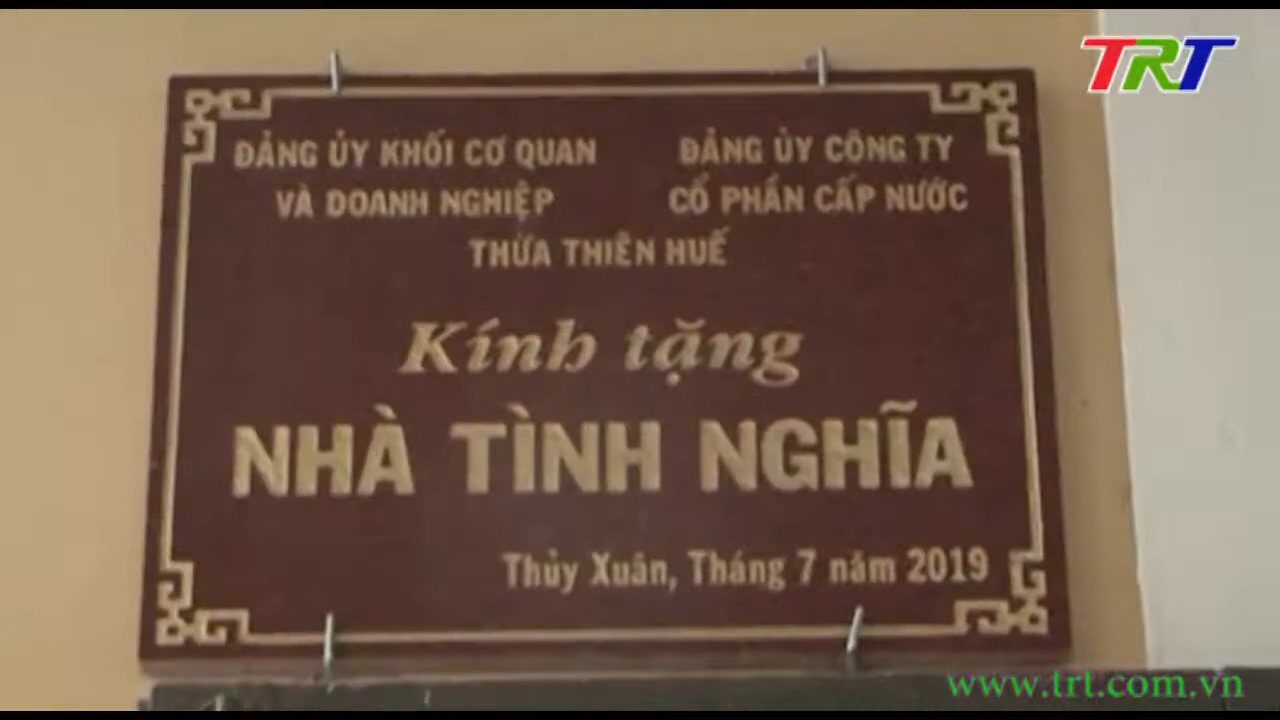 TRT
ĐẢNG ỦY KHỐI CƠ QUAN
VÀ DOANH NGHIỆP
ĐẢNG ỦY CÔNG TY
CỔ PHẦN CẤP NƯỚC
THỪA THIÊN HUẾ
Kính tặng
NHÀ TÌNH NGHĨA
Thủy Xuân, Tháng 7 năm 2019
www.trt.com.vn